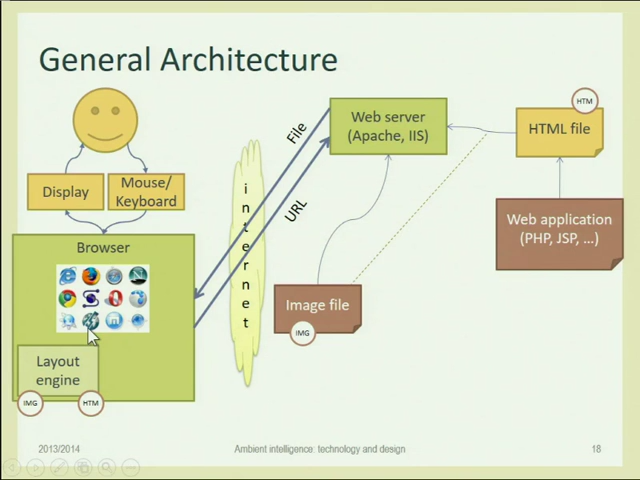 General Architecture
HTM
File
Web server
(Apache, IIS)
HTML file
Display
Mouse/
Keyboard
internet
URL
Web application
(PHP, JSP, ...)
Browser
Image file
IMG
Layout
engine
IMG
HTM
2013/2014
Ambient intelligence: technology and design
18